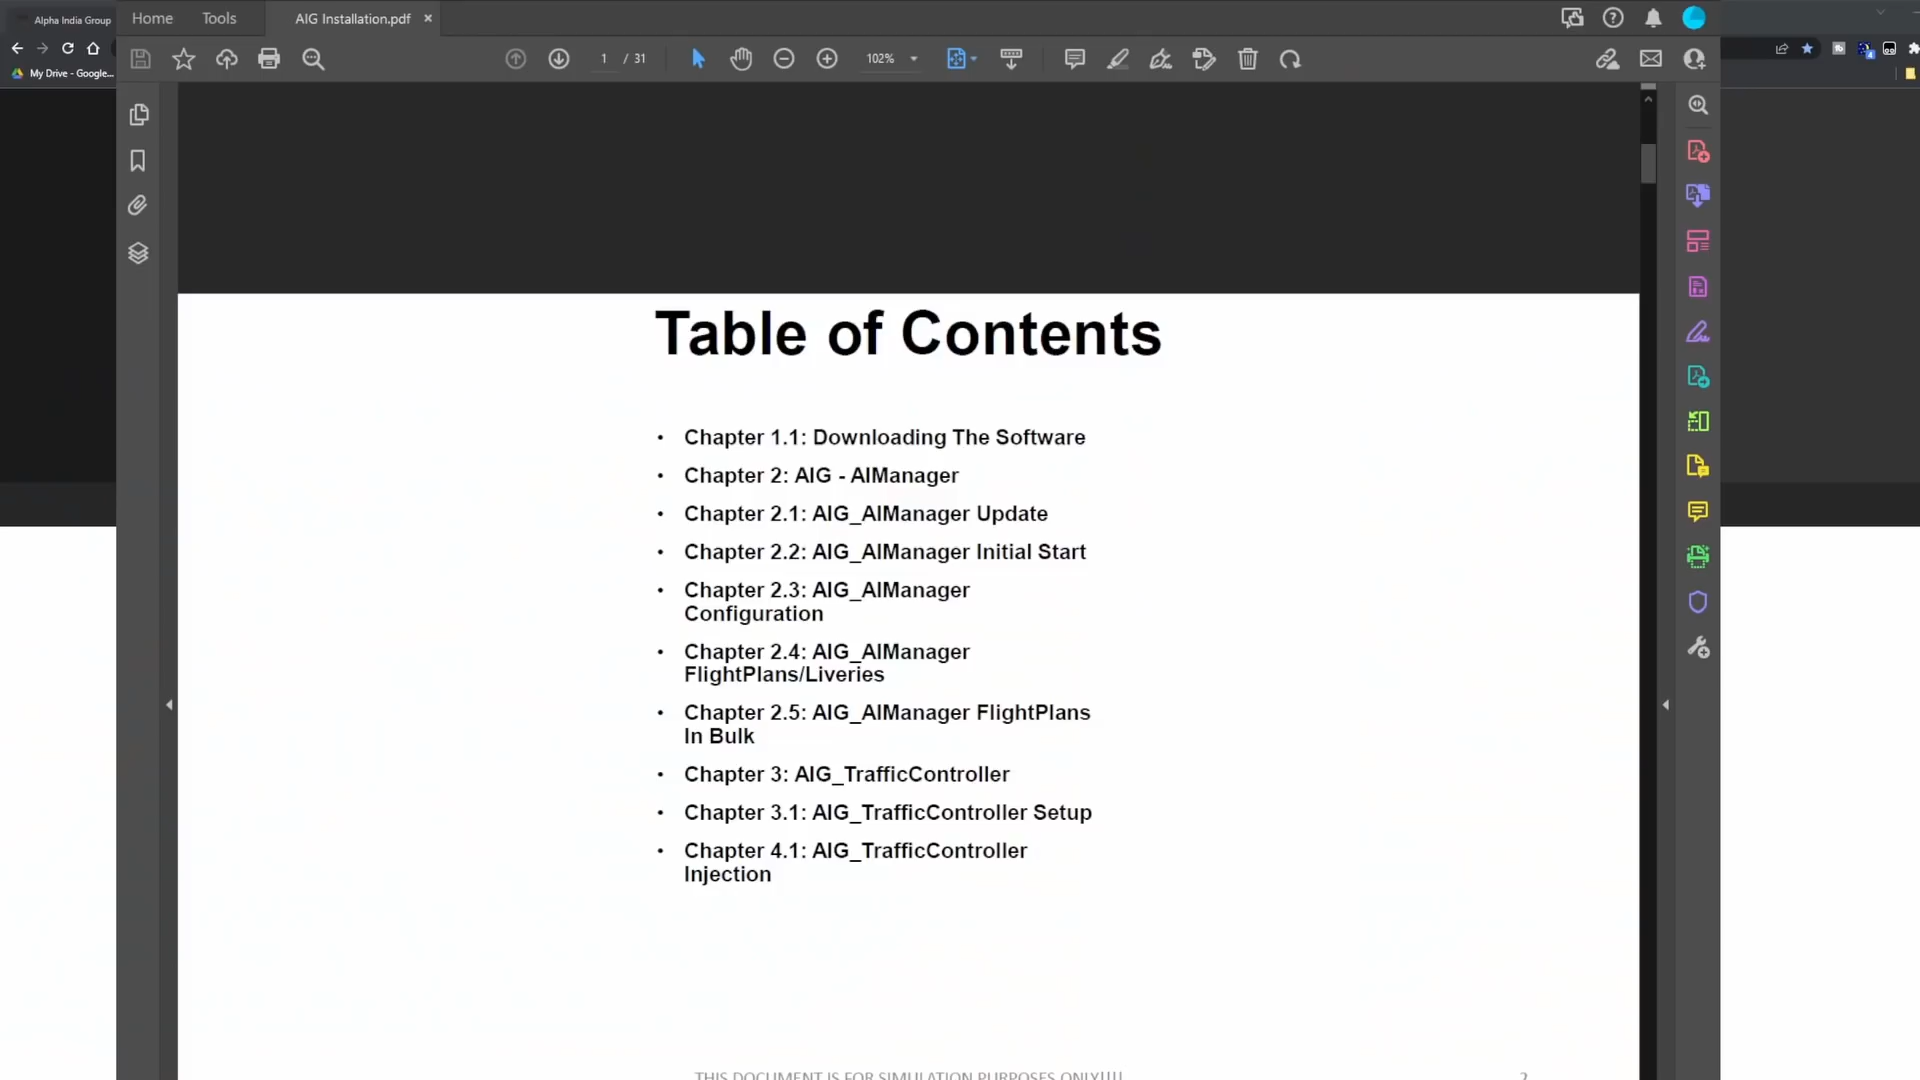 Alpha India Group
Home
Tools
AIG Installation.pdf
1 / 31
102%
My Drive - Google...
Table of Contents
• Chapter 1.1: Downloading The Software
• Chapter 2: AIG - AIManager
• Chapter 2.1: AIG_AIManager Update
• Chapter 2.2: AIG_AIManager Initial Start
• Chapter 2.3: AIG_AIManager
Configuration
• Chapter 2.4: AIG_AIManager
FlightPlans/Liveries
• Chapter 2.5: AIG_AIManager FlightPlans
In Bulk
• Chapter 3: AIG_TrafficController
• Chapter 3.1: AIG_TrafficController Setup
• Chapter 4.1: AIG_TrafficController
Injection
THIS DOCUMENT IS FOR SIMULATION PURPOSES ONLY!!!!!
2